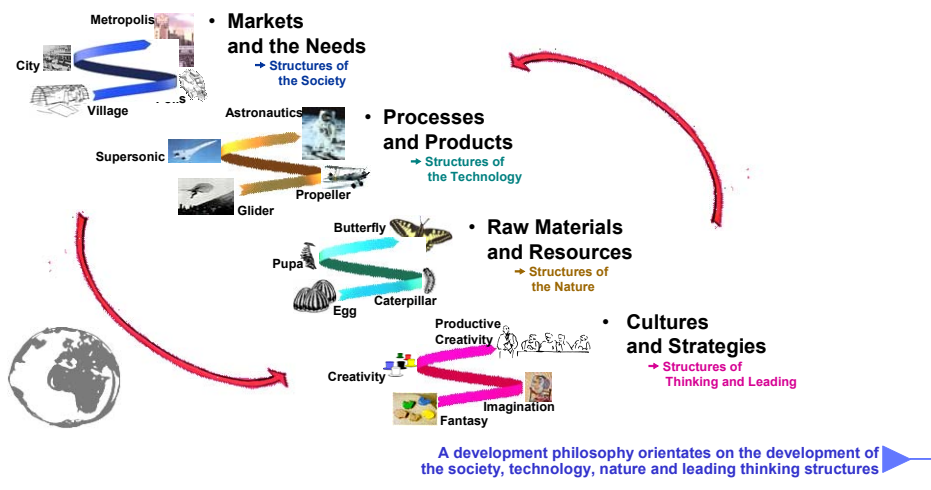 Metropolis
City
Village
• Markets
and the Needs
→ Structures of
the Society
Astronautics
Supersonic
Propeller
Glider
• Processes
and Products
→ Structures of
the Technology
Butterfly
Pupa
Caterpillar
Egg
• Raw Materials
and Resources
→ Structures of
the Nature
Productive
Creativity
Creativity
Imagination
Fantasy
• Cultures
and Strategies
→ Structures of
Thinking and Leading
A development philosophy orientates on the development of
the society, technology, nature and leading thinking structures